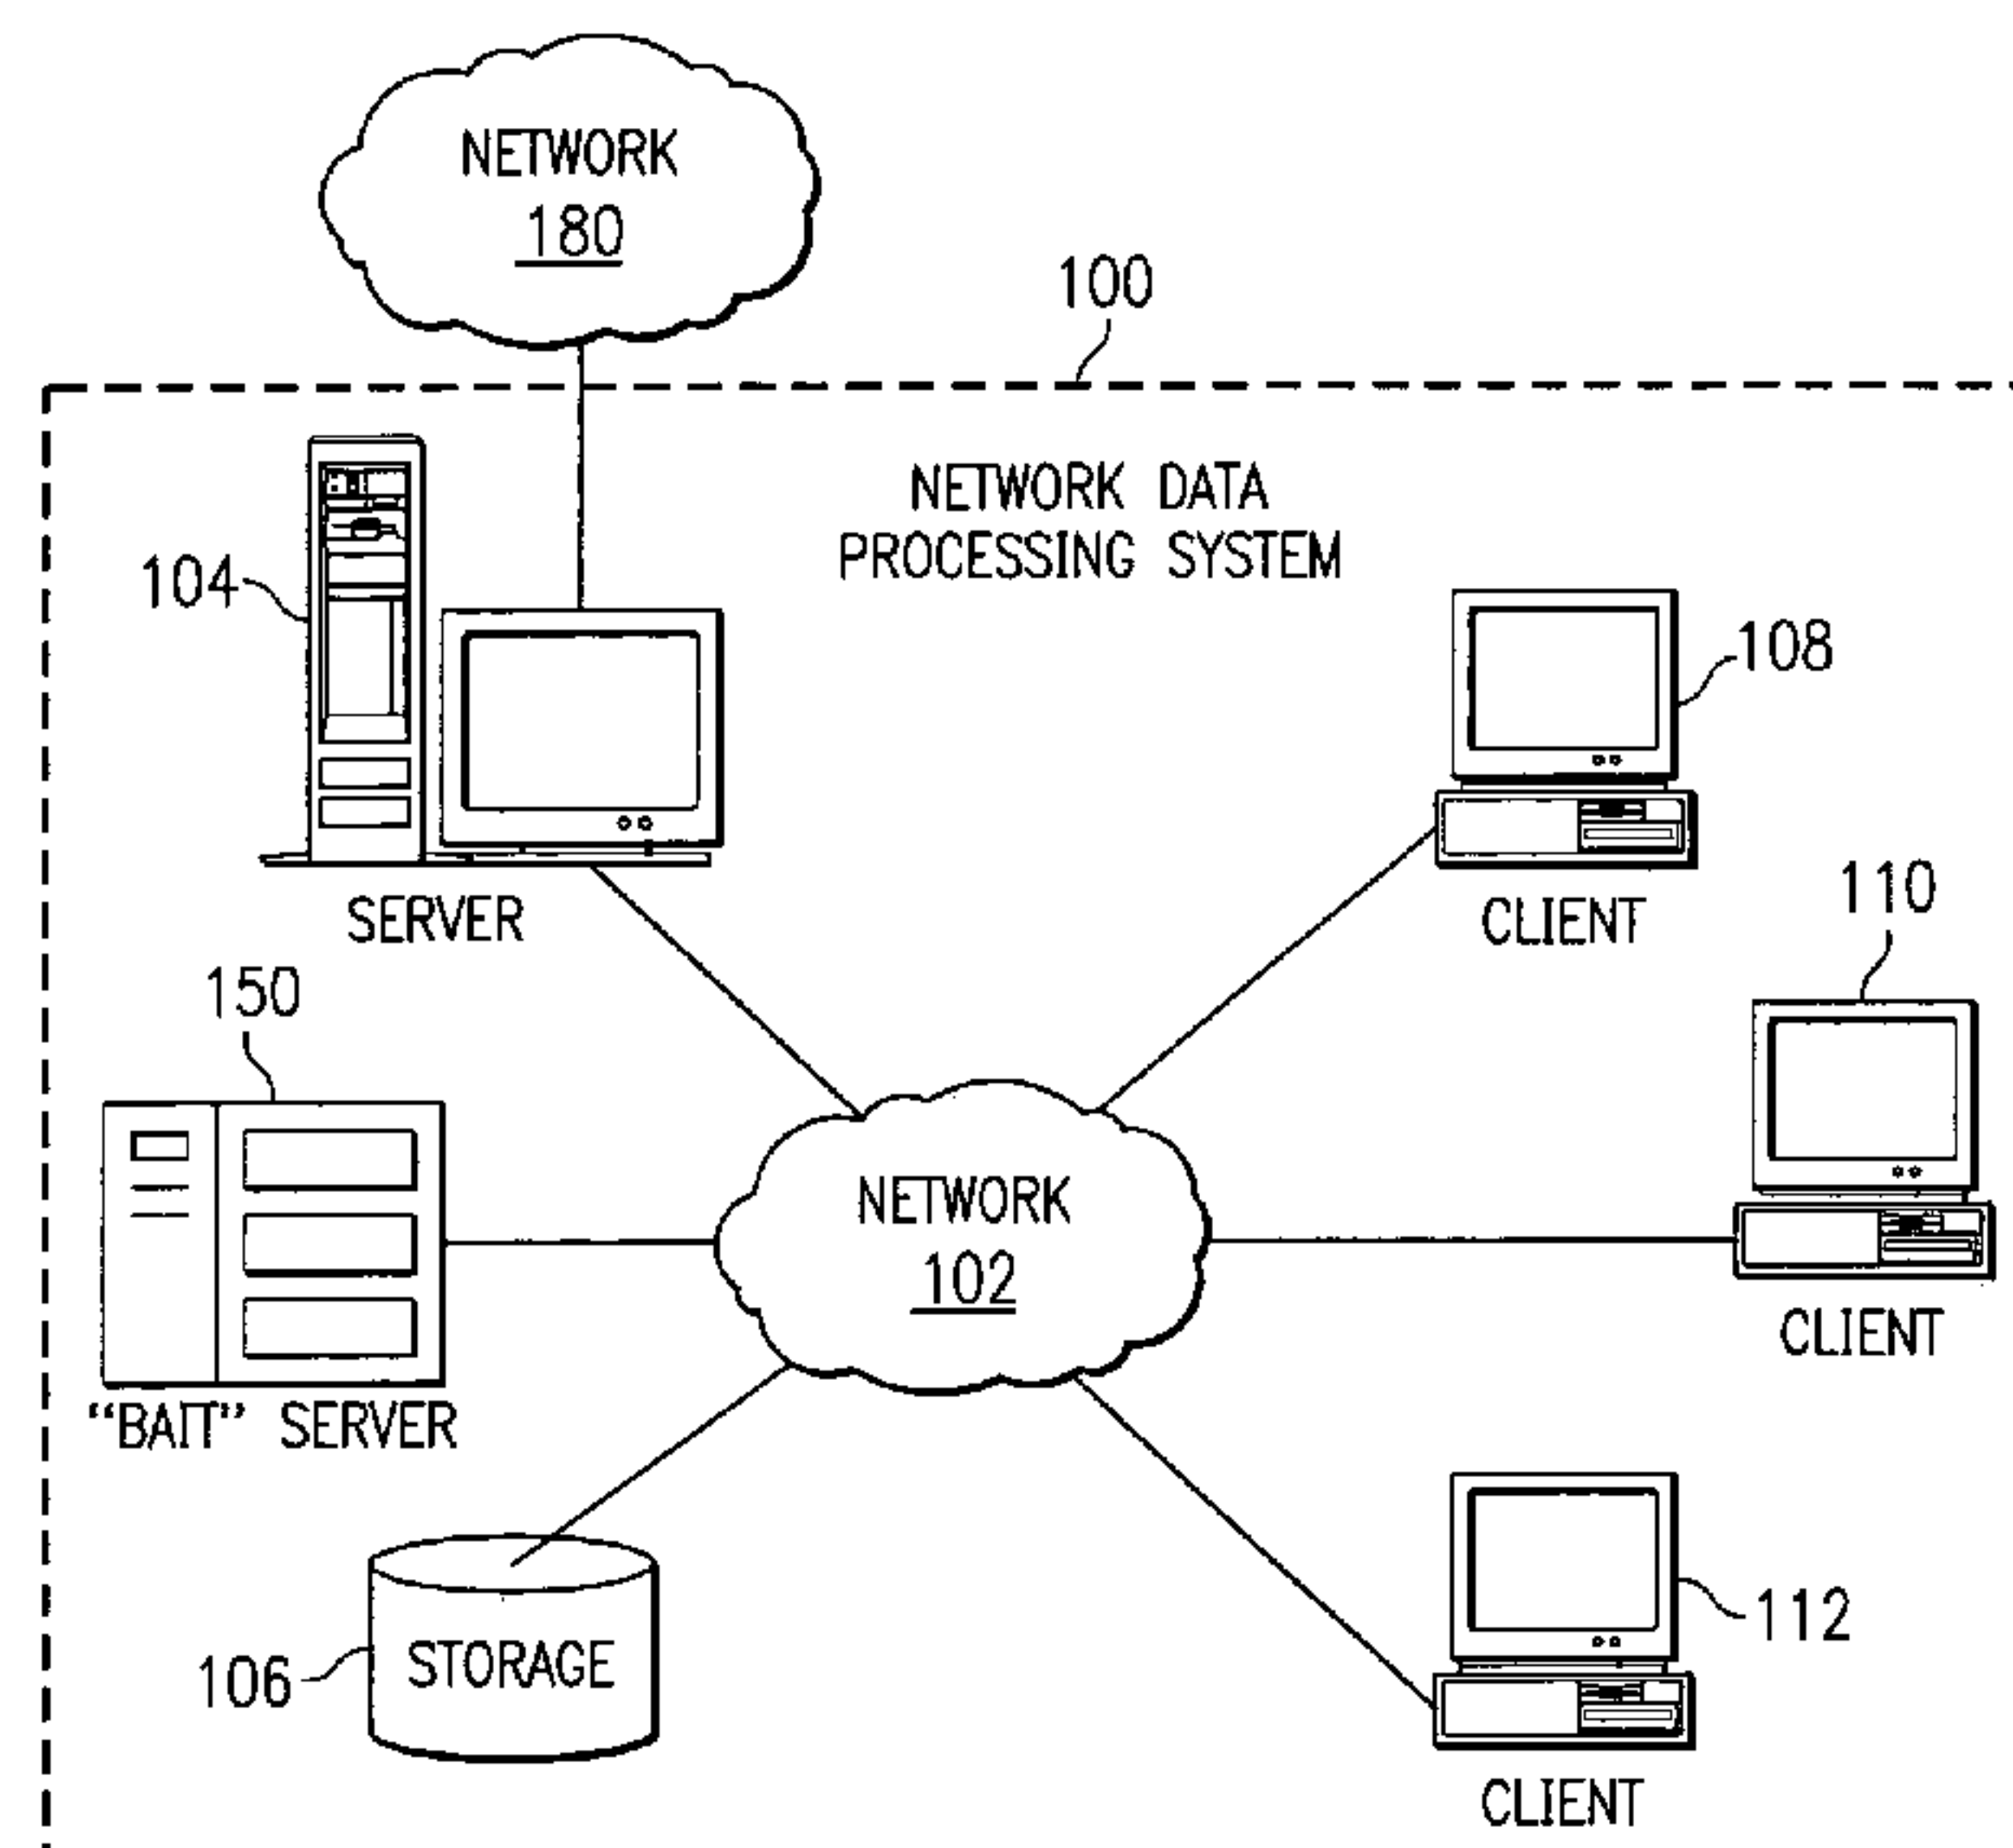 NETWORK
180
100
NETWORK DATA
PROCESSING SYSTEM
104
108
SERVER
CLIENT
110
150
NETWORK
102
CLIENT
“BAIT” SERVER
112
106
STORAGE
CLIENT